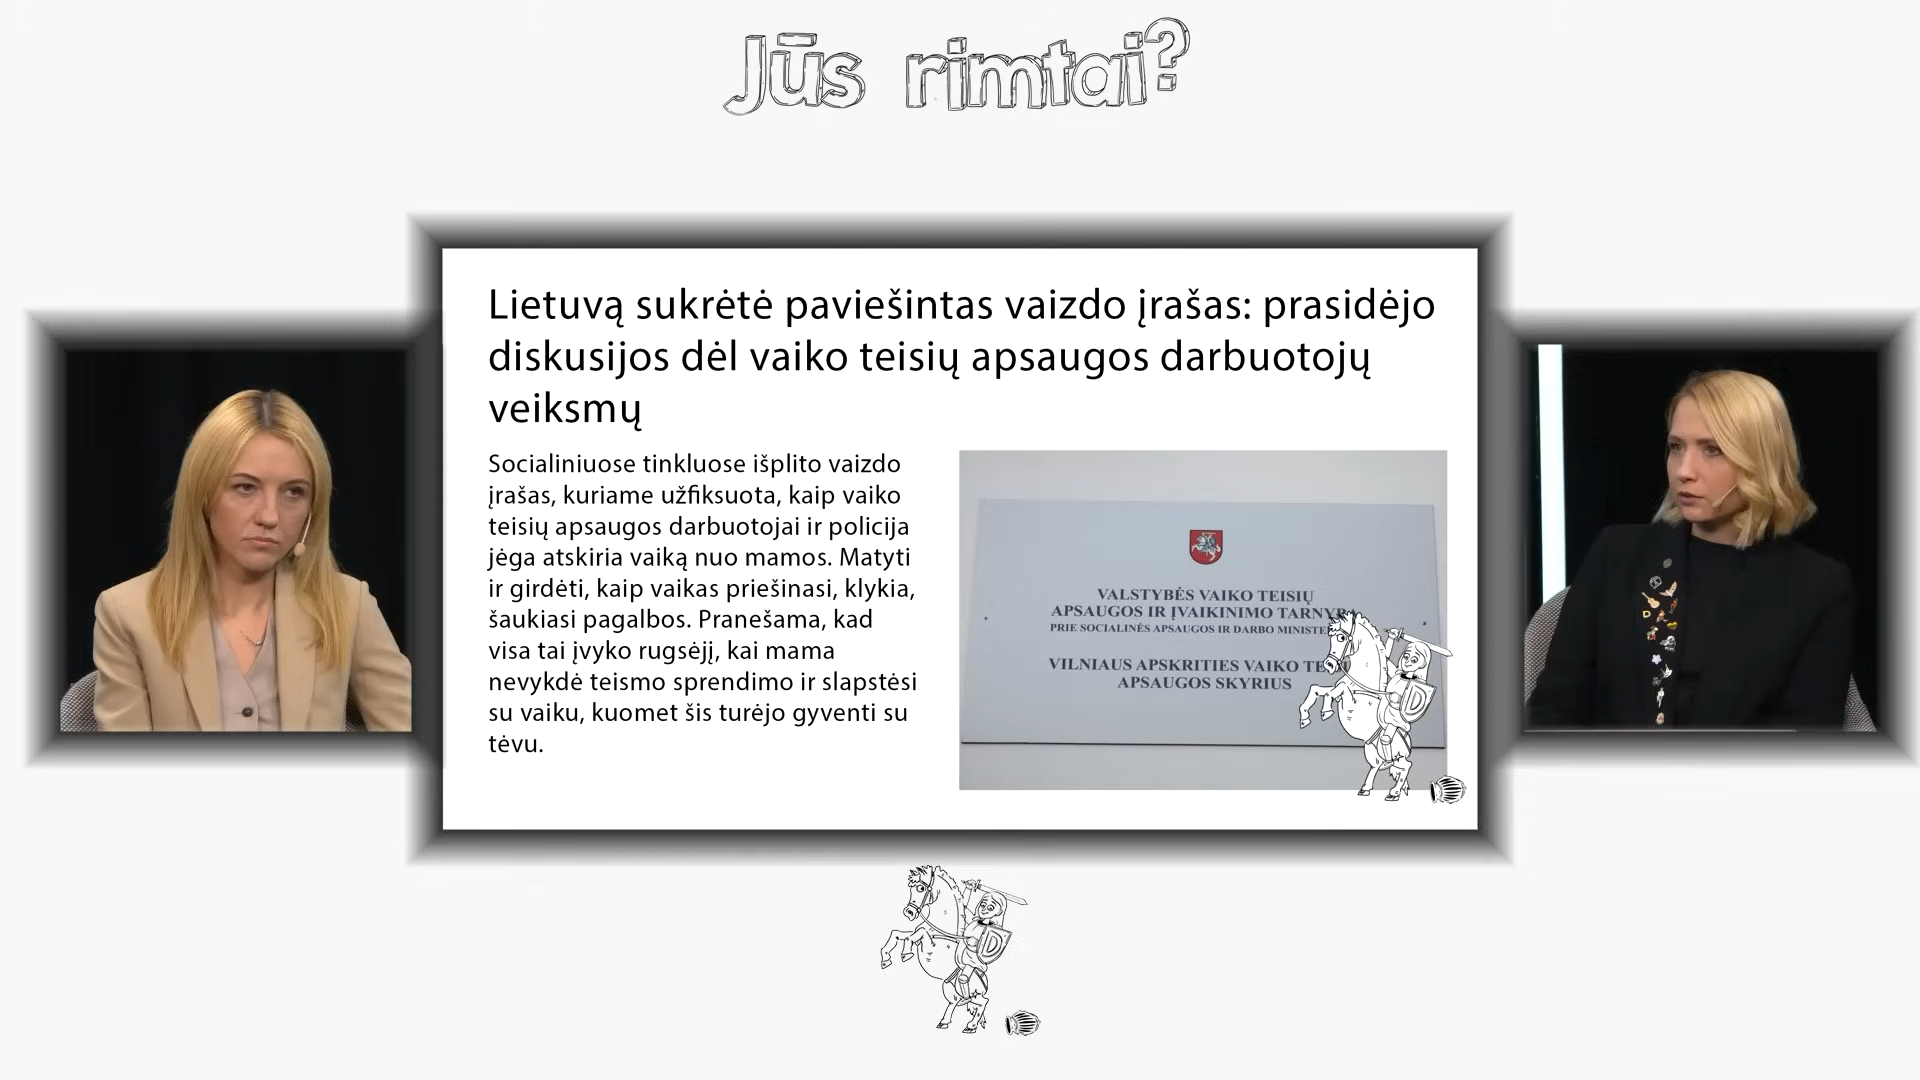 Jūs rimtai?
Lietuvą sukrėtė paviešintas vaizdo įrašas: prasidėjo
diskusijos dėl vaiko teisių apsaugos darbuotojų
veiksmų
Socialiniuose tinkluose išplito vaizdo
įrašas, kuriame užfiksuota, kaip vaiko
teisių apsaugos darbuotojai ir policija
jėga atskiria vaiką nuo mamos. Matyti
ir girdėti, kaip vaikas priešinasi, klykia,
šaukiasi pagalbos. Pranešama, kad
visa tai įvyko rugsėjį, kai mama
nevykdė teismo sprendimo ir slapstėsi
su vaiku, kuomet šis turėjo gyventi su
tėvu.
VALSTYBĖS VAIKO TEISIŲ
APSAUGOS IR ĮVAIKINIMO TARNYBA
PRIE SOCIALINĖS APSAUGOS IR DARBO
VILNIAUS APSKRITIES VAIKO
APSAUGOS SKYRIUS
D
D